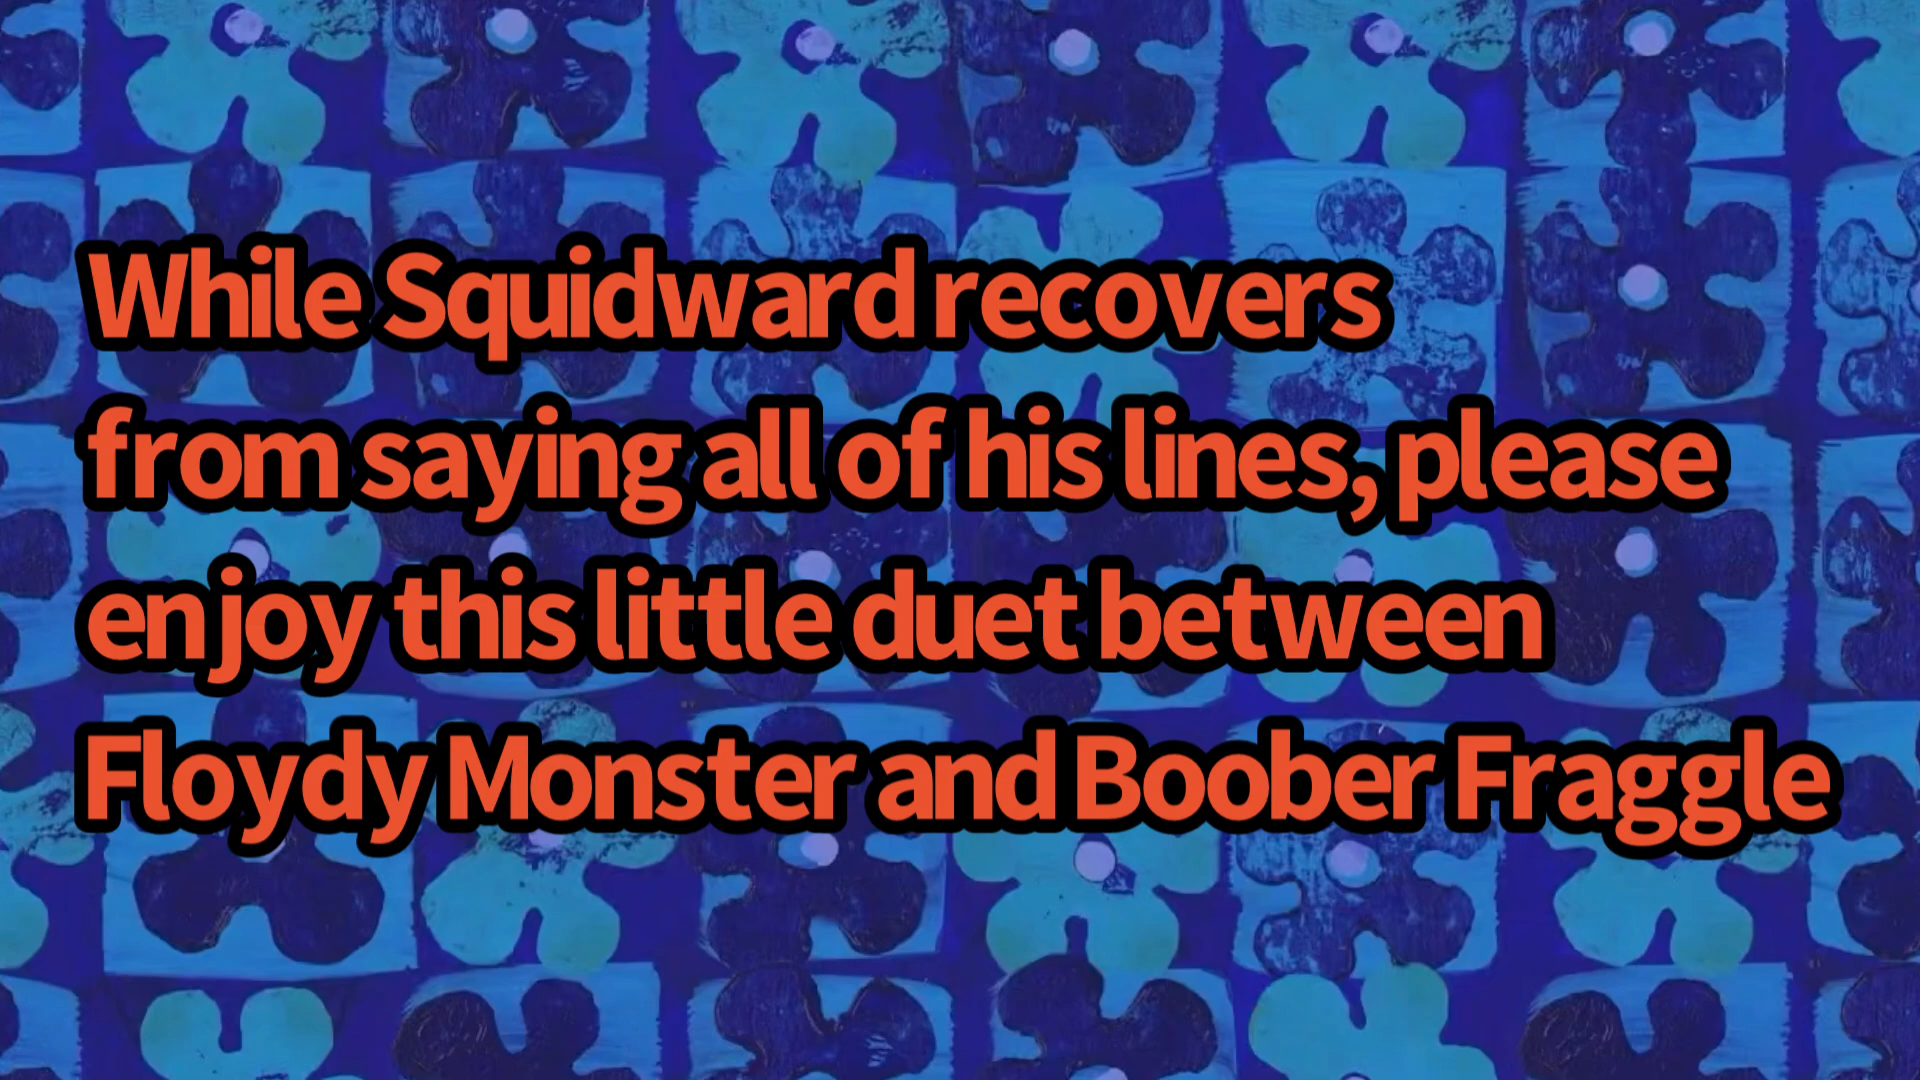 While Squidward recovers
from saying all of his lines, please
enjoy this little duet between
Floydy Monster and Boober Fraggle